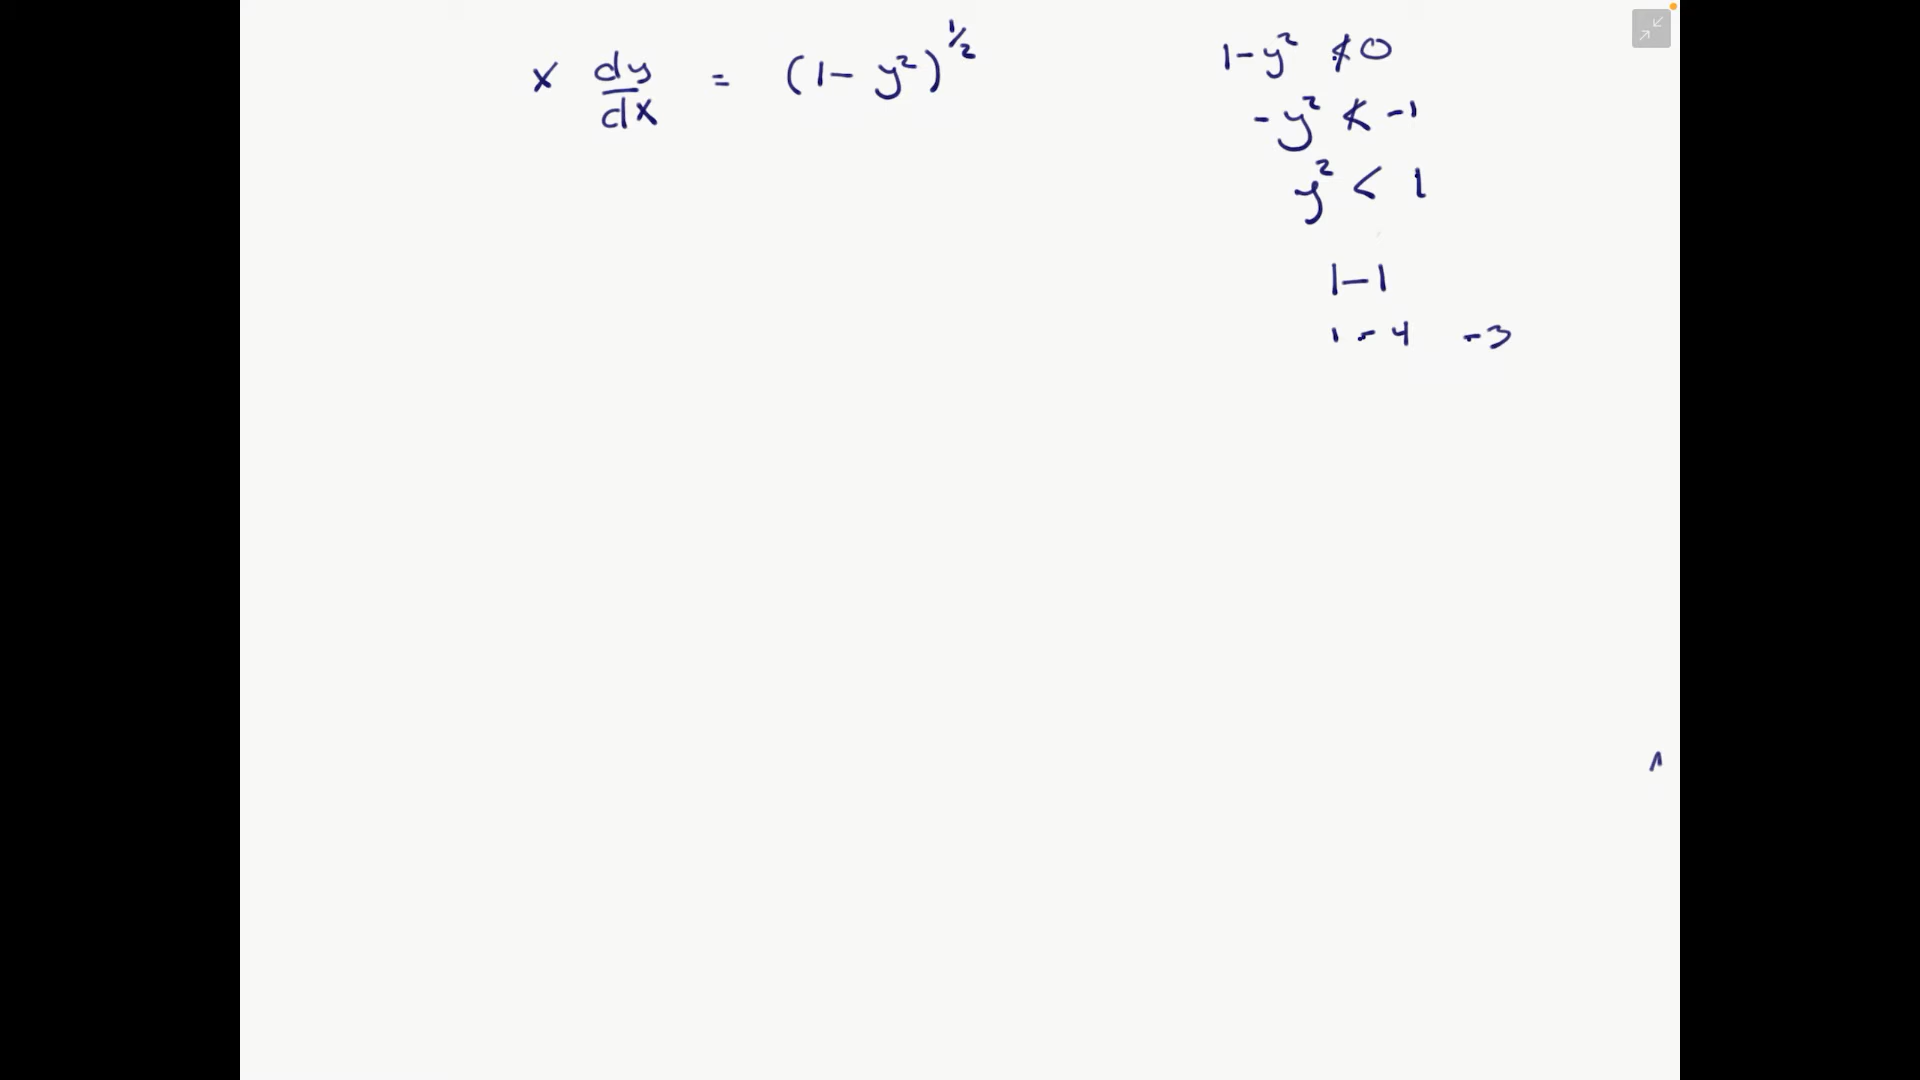 x dy/dx = (1 - y²)^1/2
1 - y² ≮ 0
- y² ≮ -1
y² < 1
1 - 1
1 - 4 -3